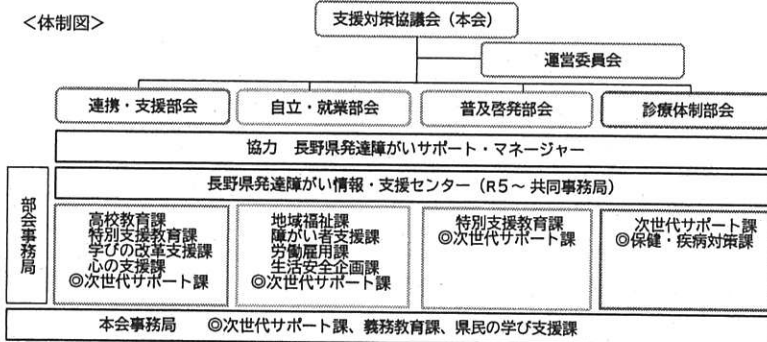 ＜体制図＞
支援対策協議会（本会）
運営委員会
連携・支援部会
自立・就業部会
普及啓発部会
診療体制部会
協力　長野県発達障がいサポート・マネージャー
部会事務局
長野県発達障がい情報・支援センター（R５～ 共同事務局）
高校教育課
特別支援教育課
学びの改革支援課
心の支援課
◎次世代サポート課
地域福祉課
障がい者支援課
労働雇用課
生活安全企画課
◎次世代サポート課
特別支援教育課
◎次世代サポート課
次世代サポート課
◎保健・疾病対策課
本会事務局　◎次世代サポート課、義務教育課、県民の学び支援課